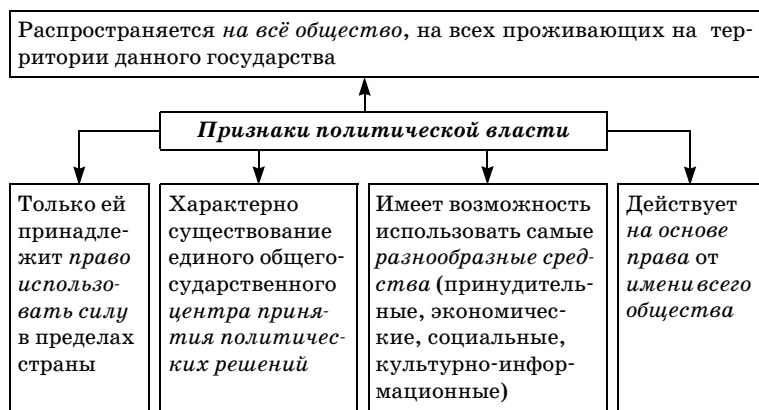 Распространяется на всё общество, на всех проживающих на тер-
ритории данного государства
Признаки политической власти
Только ей
принадле-
жит право
использо-
вать силу
в пределах
страны
Характерно
существование
единого общего-
сударственного
центра приня-
тия политичес-
ких решений
Имеет возможность
использовать самые
разнообразные сред-
ства (принудитель-
ные, экономичес-
кие, социальные,
культурно-инфор-
мационные)
Действует
на основе
права от
имени всего
общества